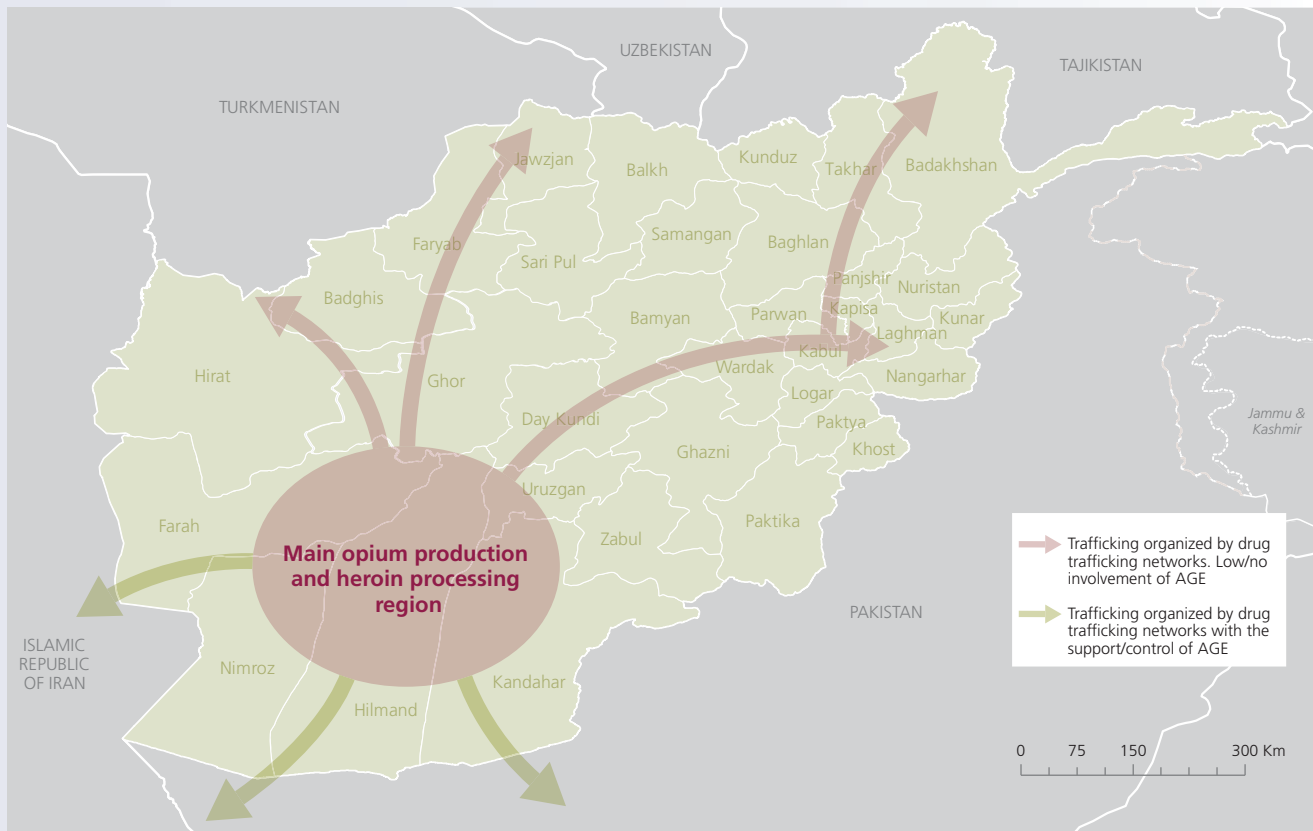 UZBEKISTAN
TAJIKISTAN
TURKMENISTAN
Jawzjan
Balkh
Kunduz
Takhar
Badakhshan
Faryab
Sari Pul
Samangan
Baghlan
Panjshir
Nuristan
Badghis
Bamyan
Parwan
Kapisa
Kunar
Laghman
Kabul
Hirat
Ghor
Wardak
Nangarhar
Logar
Day Kundi
Paktya
Jammu &
Kashmir
Ghazni
Khost
Uruzgan
Farah
Zabul
Paktika
Main opium production
and heroin processing
region
Trafficking organized by drug
trafficking networks. Low/no
involvement of AGE
Trafficking organized by drug
trafficking networks with the
support/control of AGE
PAKISTAN
ISLAMIC
REPUBLIC
OF IRAN
Nimroz
Hilmand
Kandahar
0 75 150 300 Km